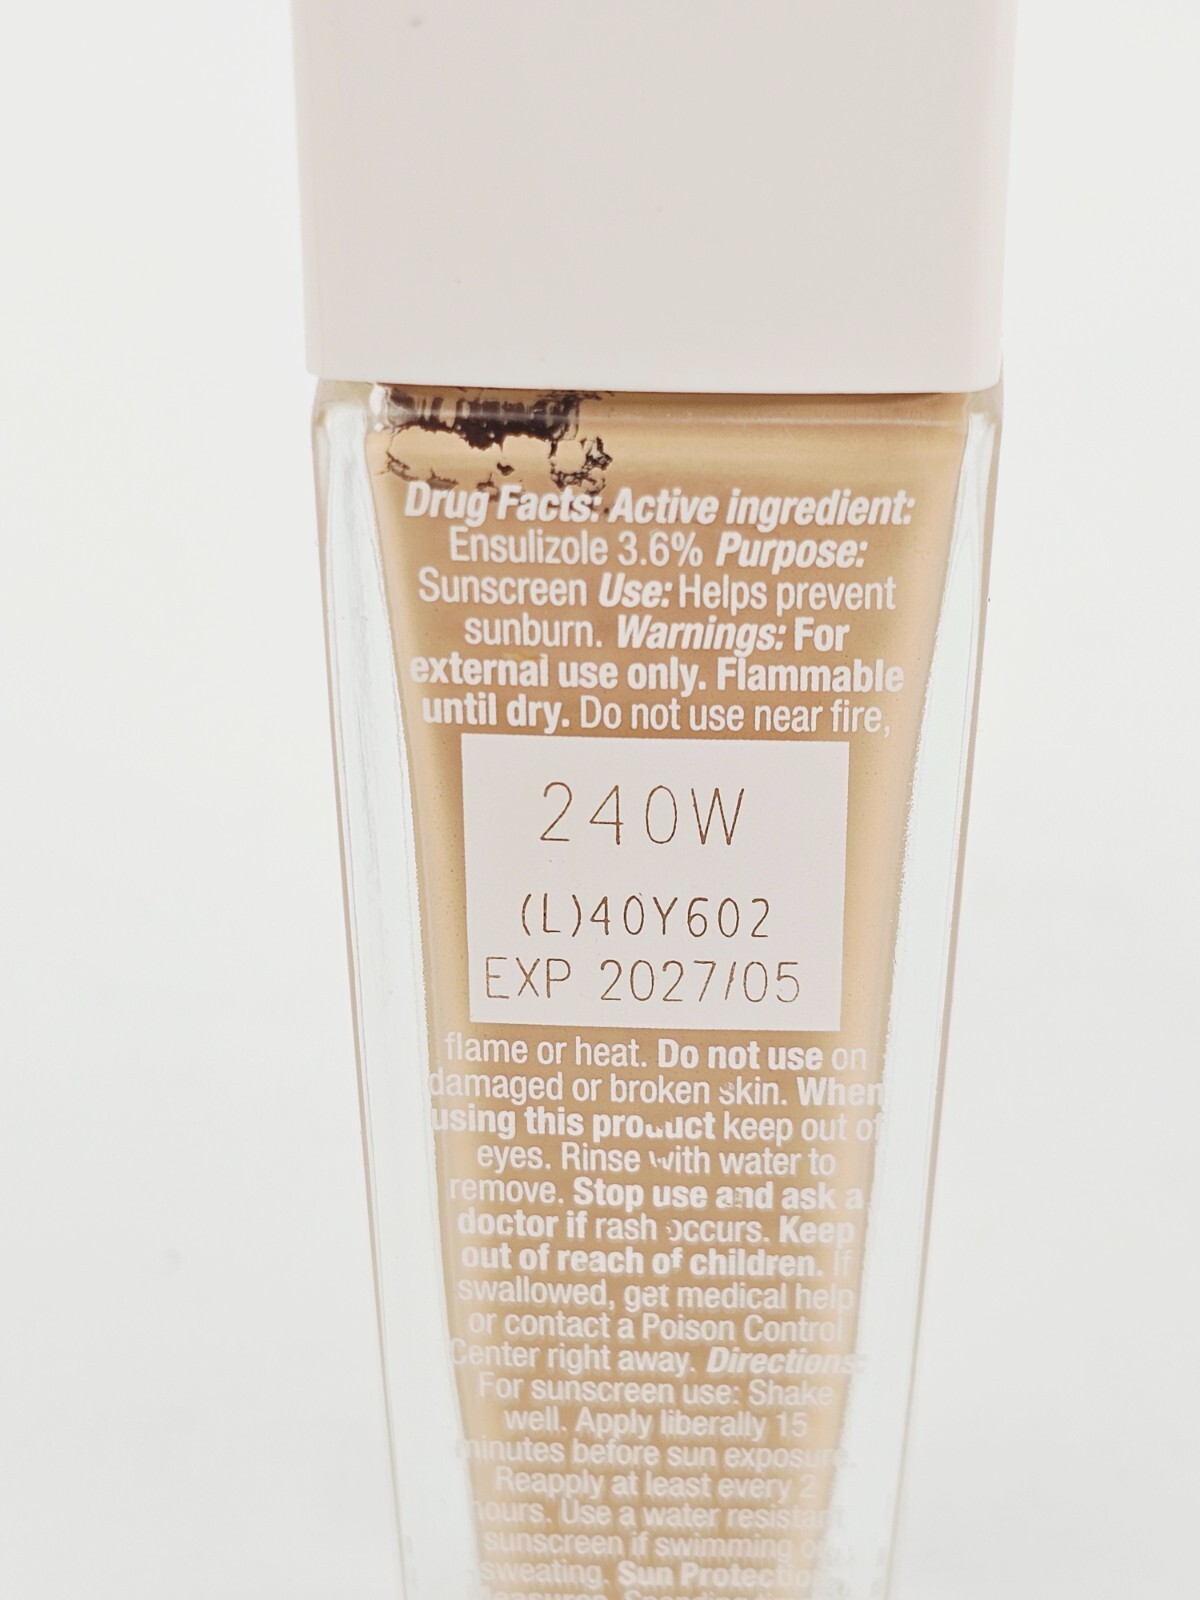 Drug Facts: Active ingredient:
Ensulizole 3.6% Purpose:
Sunscreen Use: Helps prevent
sunburn. Warnings: For
external use only. Flammable
until dry. Do not use near fire,
240W
(L)40Y602
EXP 2027/05
flame or heat. Do not use on
damaged or broken skin. When
using this product keep out of
eyes. Rinse with water to
remove. Stop use and ask a
doctor if rash occurs. Keep
out of reach of children. If
swallowed, get medical help
or contact a Poison Control
Center right away. Directions:
For sunscreen use: Shake
well. Apply liberally 15
minutes before sun exposure.
Reapply at least every 2
hours. Use a water resistant
sunscreen if swimming or
sweating. Sun Protection